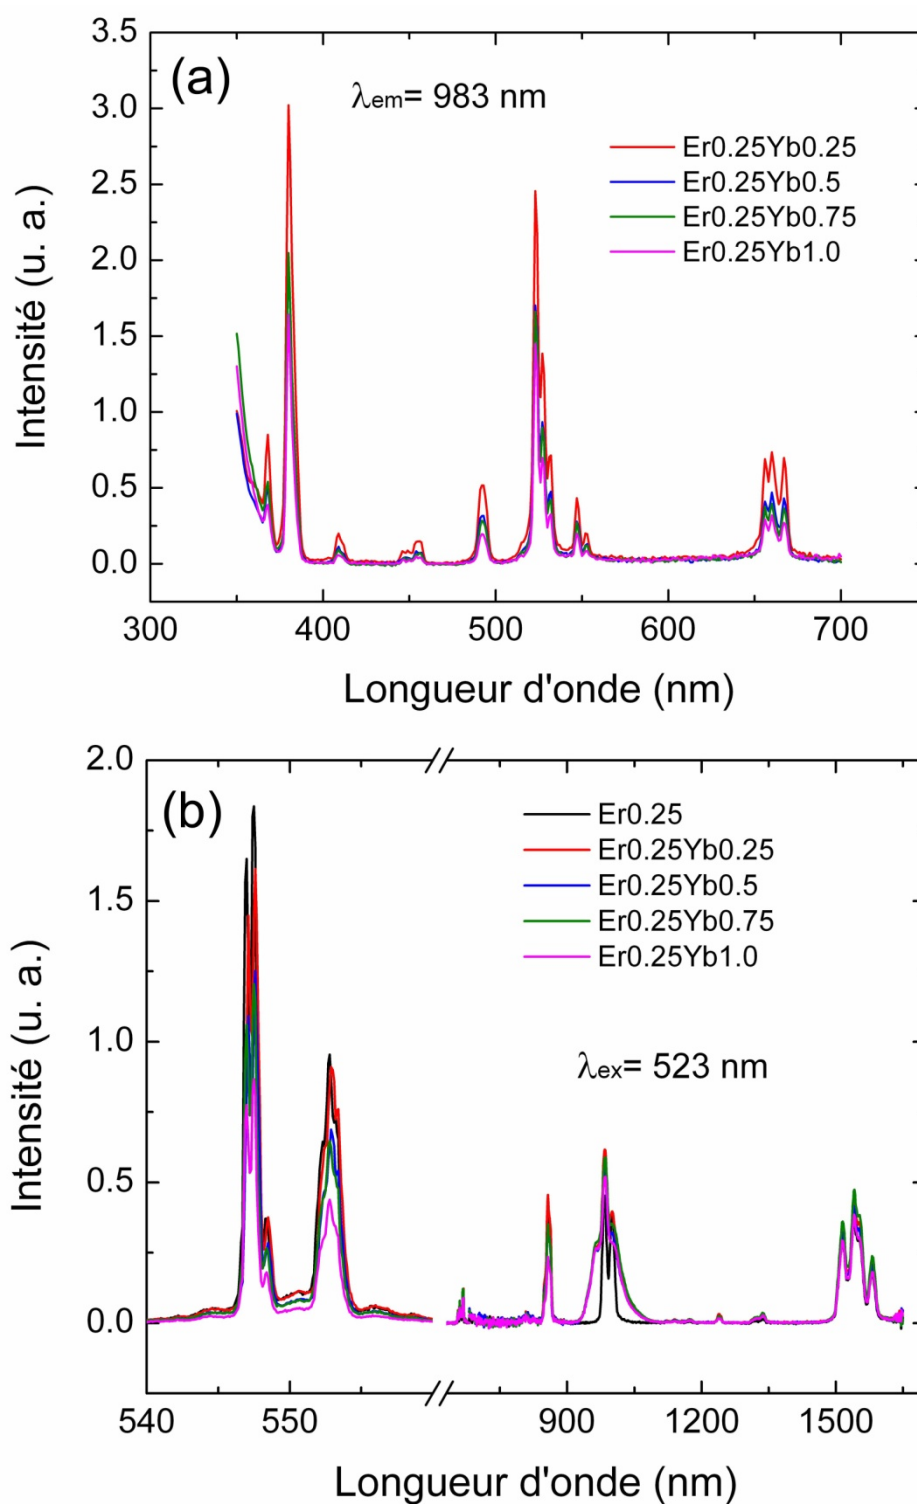 (a)
λem= 983 nm
Er0.25Yb0.25
Er0.25Yb0.5
Er0.25Yb0.75
Er0.25Yb1.0
Intensité (u. a.)
3.5
3.0
2.5
2.0
1.5
1.0
0.5
0.0
300 400 500 600 700
Longueur d'onde (nm)
(b)
Er0.25
Er0.25Yb0.25
Er0.25Yb0.5
Er0.25Yb0.75
Er0.25Yb1.0
λex= 523 nm
Intensité (u. a.)
2.0
1.5
1.0
0.5
0.0
540 550 900 1200 1500
Longueur d'onde (nm)